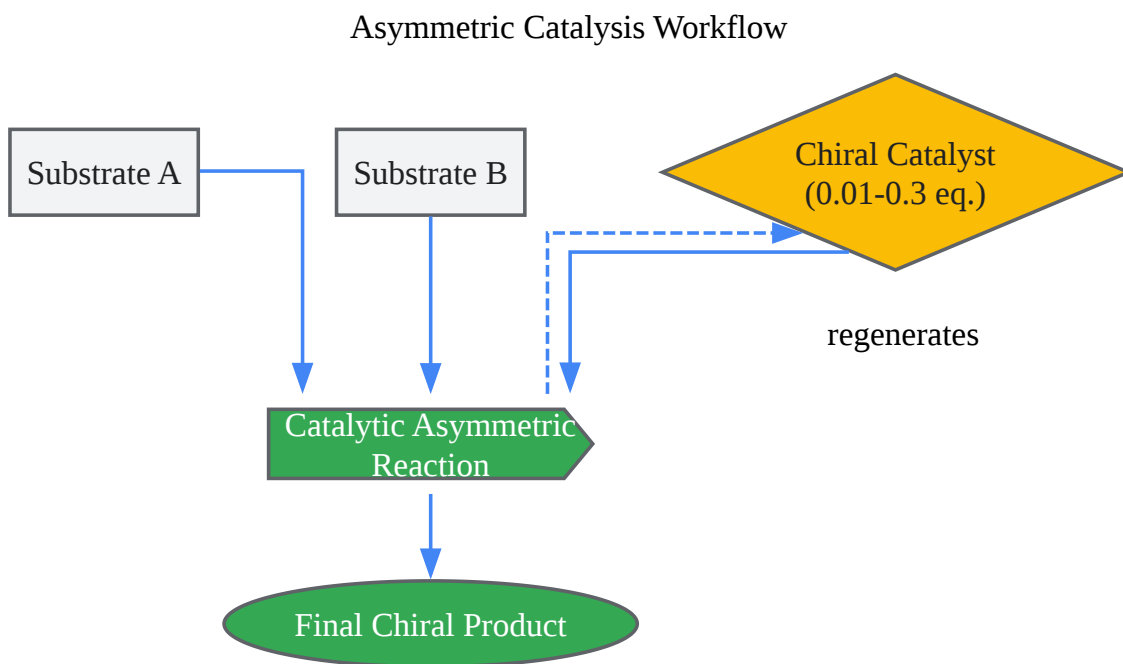 Asymmetric Catalysis Workflow
Substrate A
Substrate B
Chiral Catalyst
(0.01-0.3 eq.)
regenerates
Catalytic Asymmetric
Reaction
Final Chiral Product